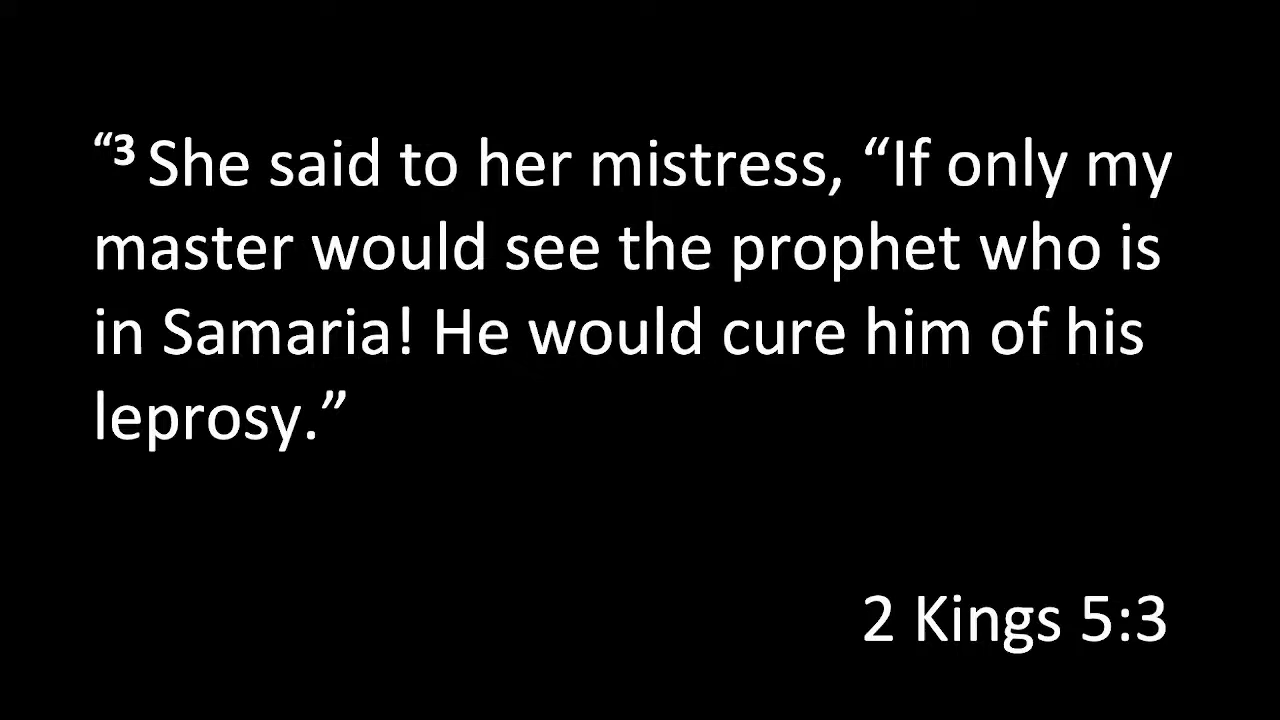 “3 She said to her mistress, “If only my
master would see the prophet who is
in Samaria! He would cure him of his
leprosy.”
2 Kings 5:3